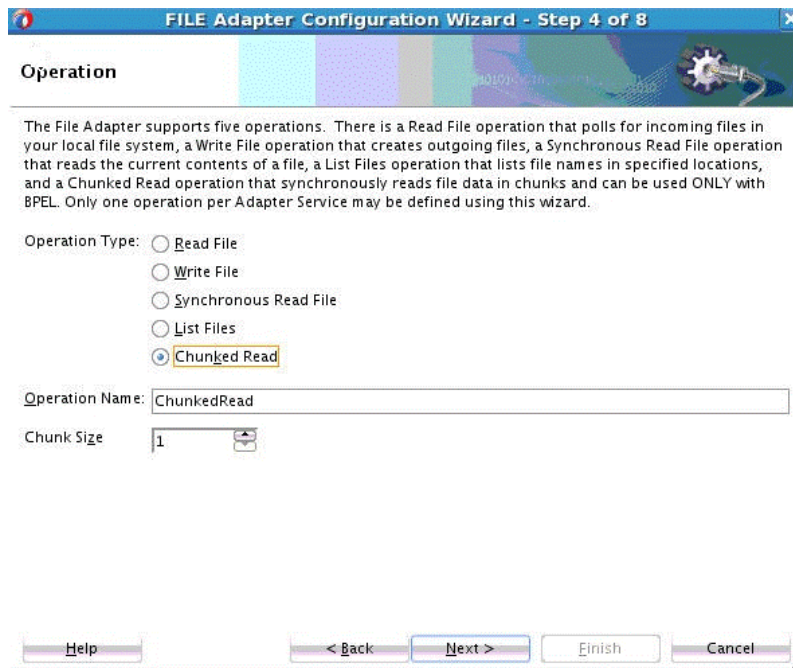 FILE Adapter Configuration Wizard - Step 4 of 8
Operation
The File Adapter supports five operations. There is a Read File operation that polls for incoming files in
your local file system, a Write File operation that creates outgoing files, a Synchronous Read File operation
that reads the current contents of a file, a List Files operation that lists file names in specified locations,
and a Chunked Read operation that synchronously reads file data in chunks and can be used ONLY with
BPEL. Only one operation per Adapter Service may be defined using this wizard.
Operation Type: Read File
Write File
Synchronous Read File
List Files
Chunked Read
Operation Name: ChunkedRead
Chunk Size 1
Help < Back Next > Finish Cancel